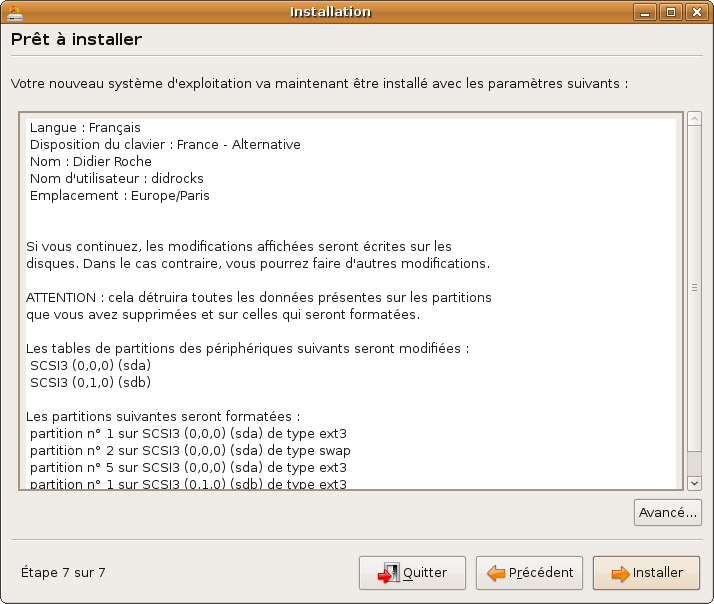 Installation
Prêt à installer
Votre nouveau système d'exploitation va maintenant être installé avec les paramètres suivants :
Langue : Français
Disposition du clavier : France - Alternative
Nom : Didier Roche
Nom d'utilisateur : didrocks
Emplacement : Europe/Paris
Si vous continuez, les modifications affichées seront écrites sur les
disques. Dans le cas contraire, vous pourrez faire d'autres modifications.
ATTENTION : cela détruira toutes les données présentes sur les partitions
que vous avez supprimées et sur celles qui seront formatées.
Les tables de partitions des périphériques suivants seront modifiées :
SCSI3 (0,0,0) (sda)
SCSI3 (0,1,0) (sdb)
Les partitions suivantes seront formatées :
partition n° 1 sur SCSI3 (0,0,0) (sda) de type ext3
partition n° 2 sur SCSI3 (0,0,0) (sda) de type swap
partition n° 5 sur SCSI3 (0,0,0) (sda) de type ext3
partition n° 1 sur SCSI3 (0,1,0) (sdb) de type ext3
Avancé...
Étape 7 sur 7
Quitter
Précédent
Installer